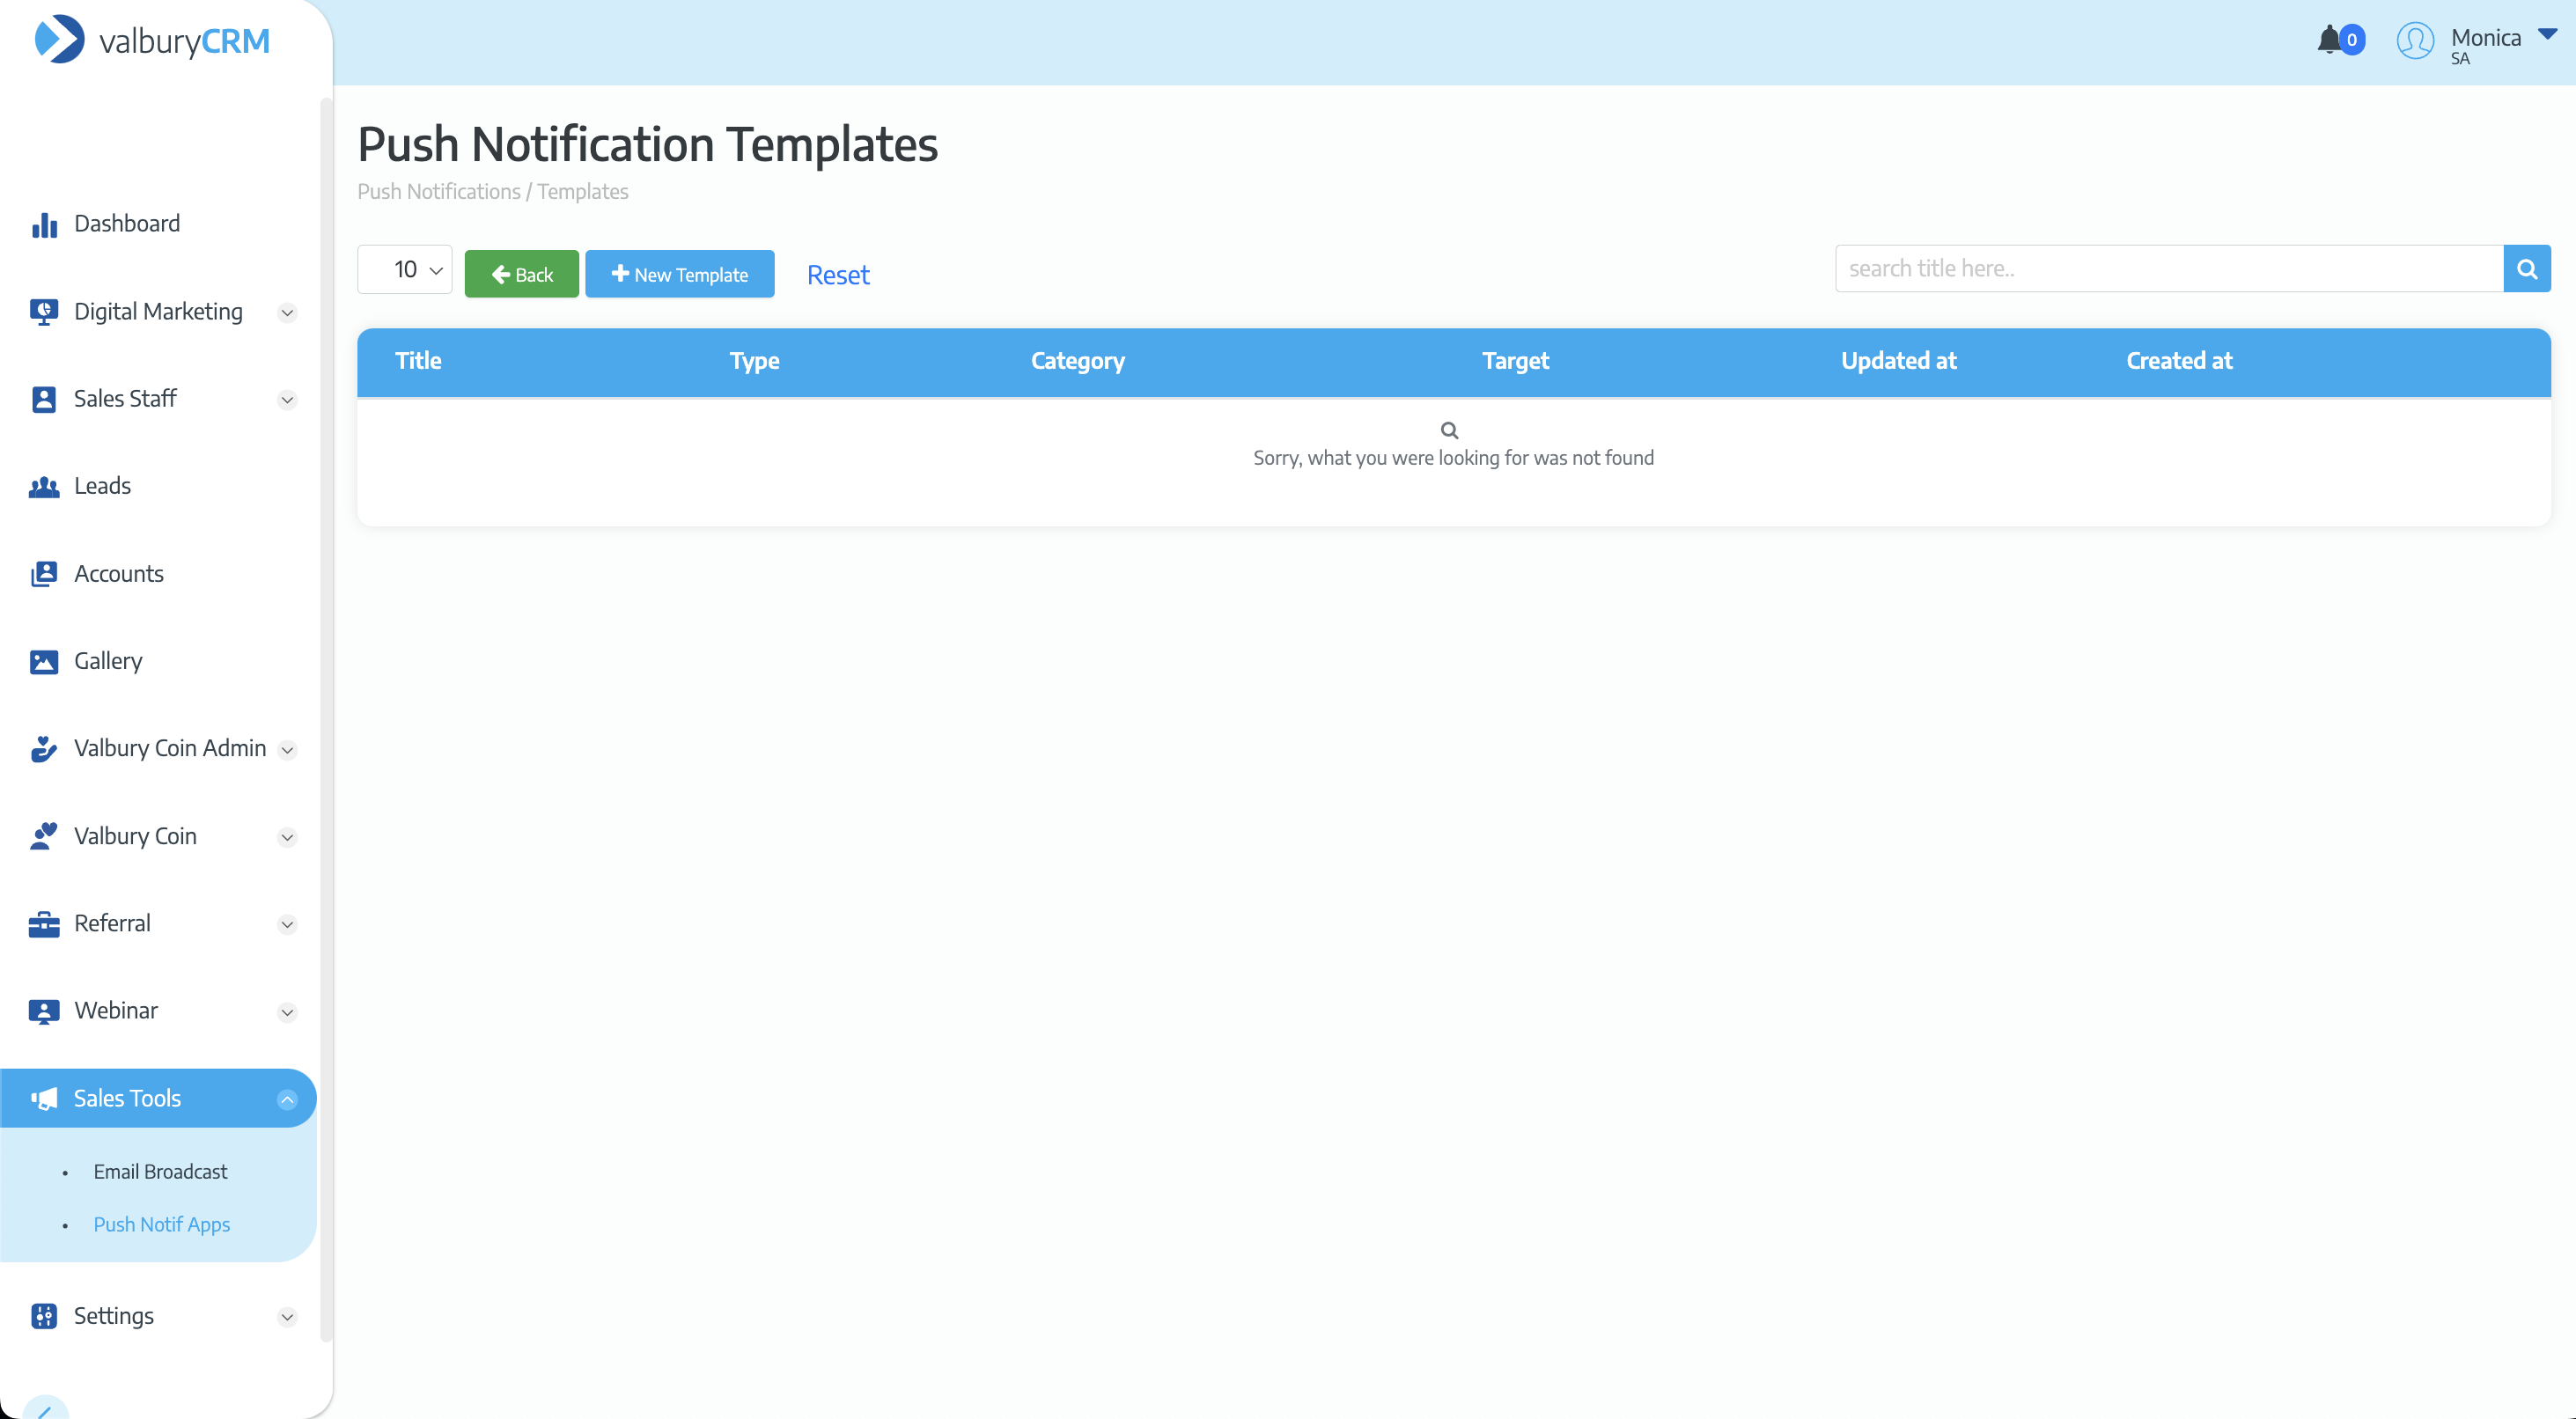 valburyCRM
0
Monica
SA
Dashboard
Digital Marketing
Sales Staff
Leads
Accounts
Gallery
Valbury Coin Admin
Valbury Coin
Referral
Webinar
Sales Tools
• Email Broadcast
• Push Notif Apps
Settings
Push Notification Templates
Push Notifications / Templates
10 Back New Template Reset search title here..
Title Type Category Target Updated at Created at
Sorry, what you were looking for was not found